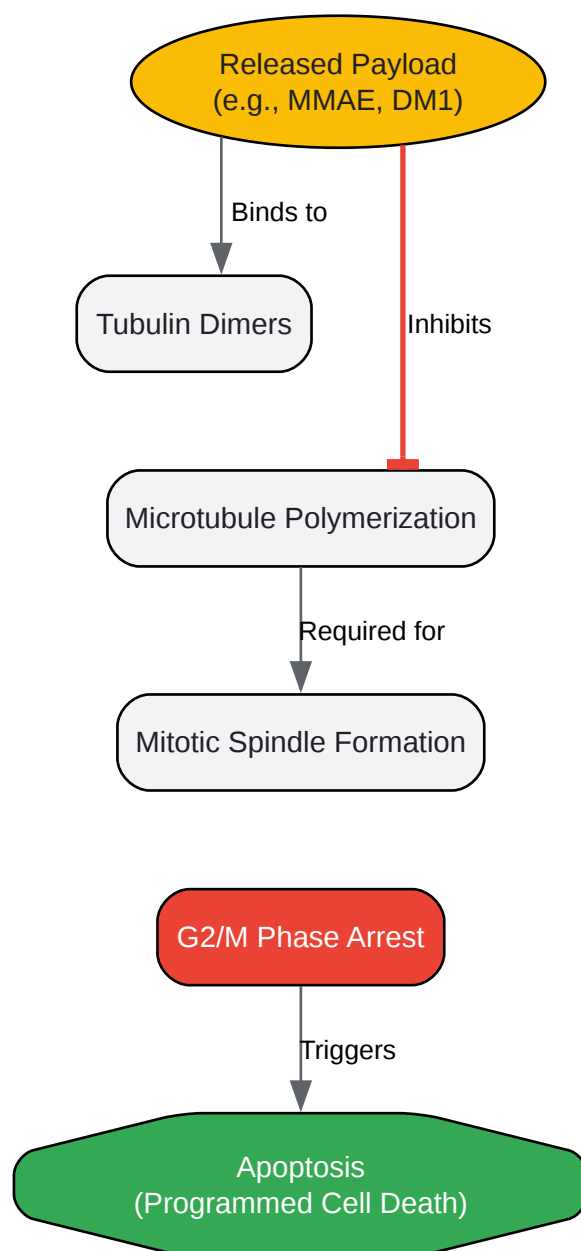 Released Payload
(e.g., MMAE, DM1)
Binds to
Tubulin Dimers
Inhibits
Microtubule Polymerization
Required for
Mitotic Spindle Formation
G2/M Phase Arrest
Triggers
Apoptosis
(Programmed Cell Death)